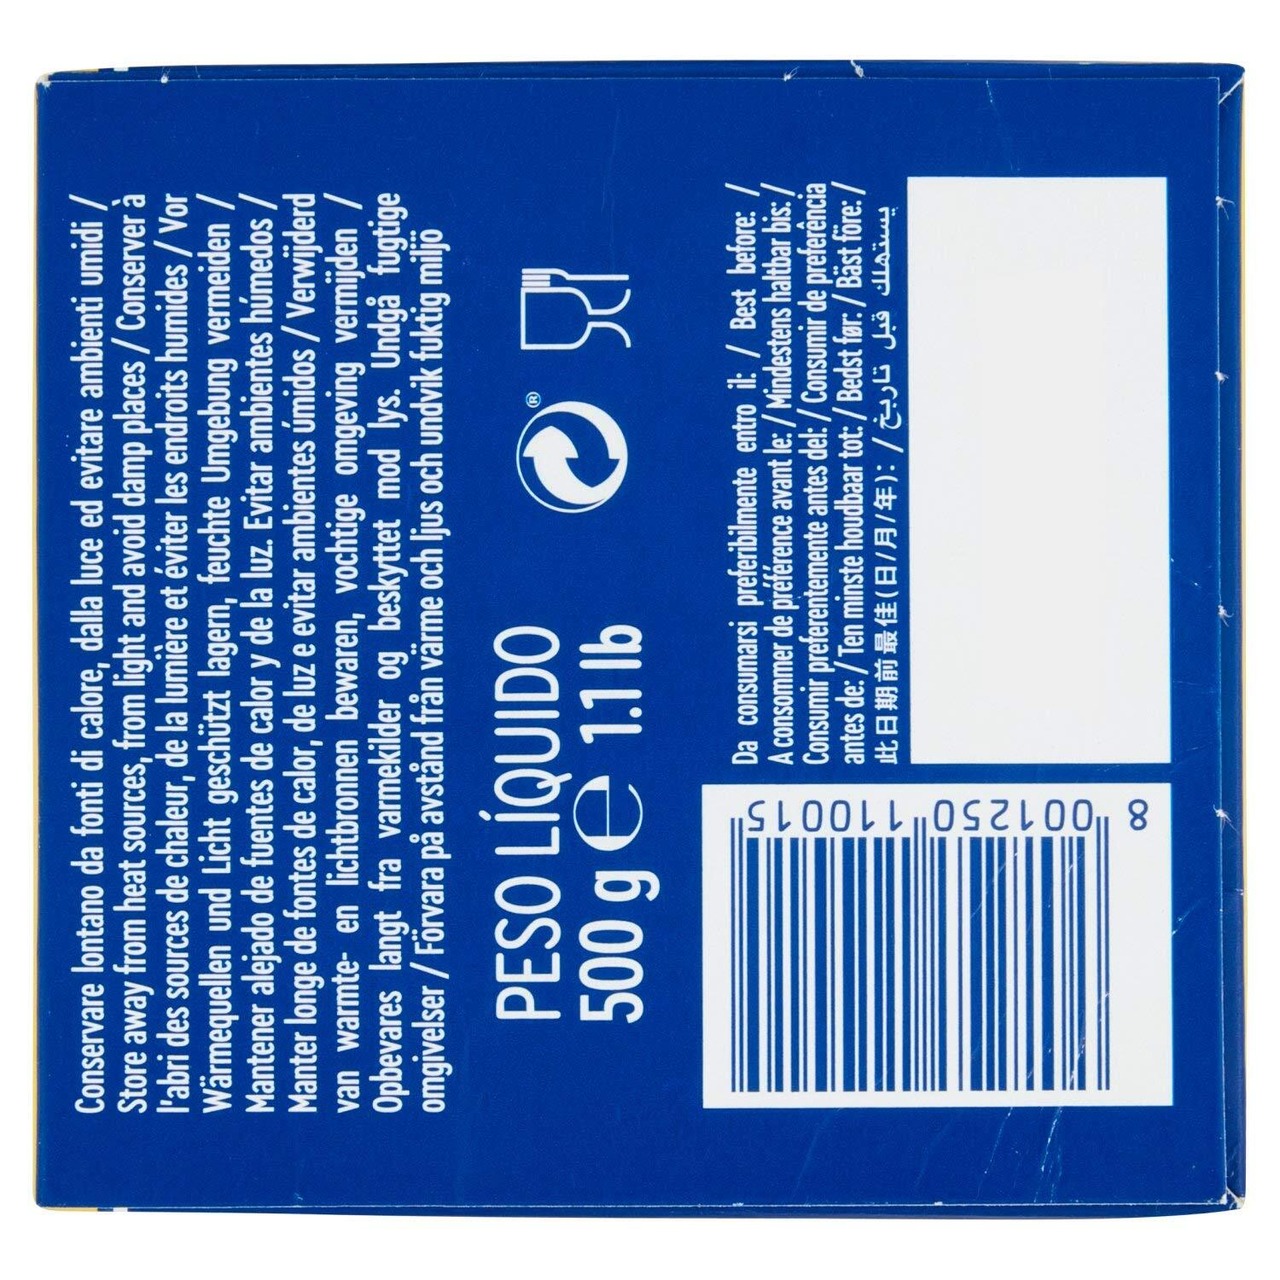 Conservare lontano da fonti di calore, dalla luce ed evitare ambienti umidi /
Store away from heat sources, from light and avoid damp places / Conserver à
l'abri des sources de chaleur, de la lumière et éviter les endroits humides / Vor
Wärmequellen und Licht geschützt lagern, feuchte Umgebung vermeiden /
Mantener alejado de fuentes de calor y de la luz. Evitar ambientes húmedos /
Manter longe de fontes de calor, de luz e evitar ambientes úmidos / Verwijderd
van warmte- en lichtbronnen bewaren, vochtige omgeving vermijden /
Opbevares langt fra varmekilder og beskyttet mod lys. Undgå fugtige
omgivelser / Förvara på avstånd från värme och ljus och undvik fuktig miljö
PESO LÍQUIDO
500 g ℮ 1.1 lb
®
Da consumarsi preferibilmente entro il: / Best before: /
A consommer de préférence avant le: / Mindestens haltbar bis: /
Consumir preferentemente antes del: / Consumir de preferência
antes de: / Ten minste houdbaar tot: / Bedst før: / Bäst före: /
此日期前最佳(日/月/年): / يستهلك قبل تاريخ
8 001250 110015